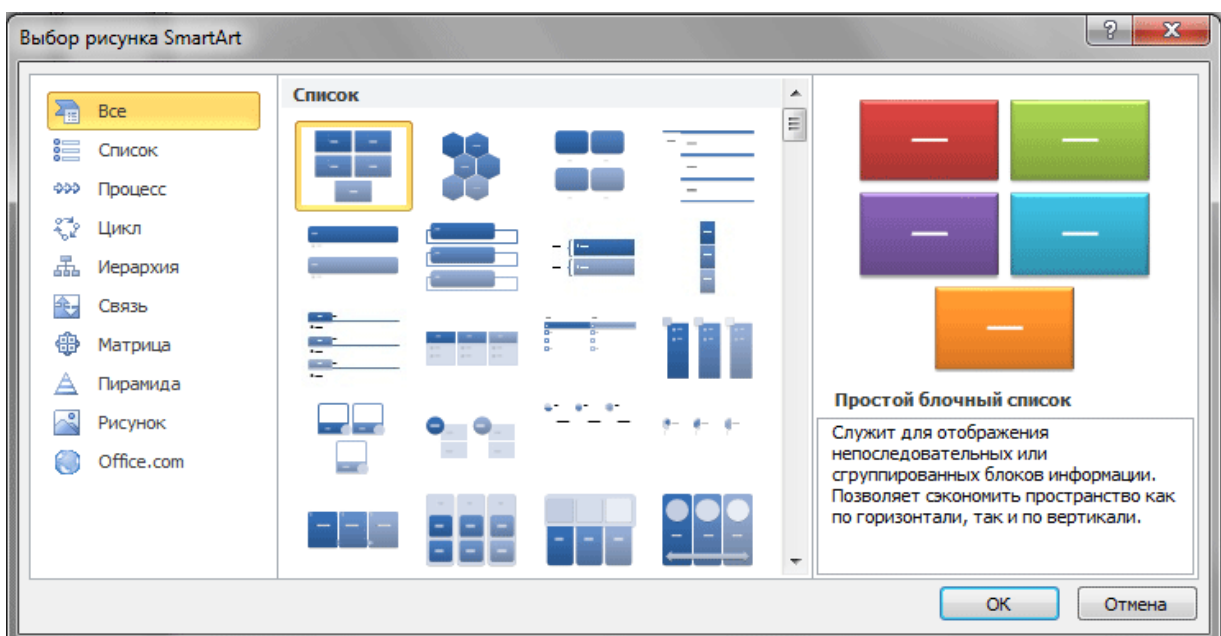 Выбор рисунка SmartArt
Все
Список
Процесс
Цикл
Иерархия
Связь
Матрица
Пирамида
Рисунок
Office.com
Список
Простой блочный список
Служит для отображения
непоследовательных или
сгруппированных блоков информации.
Позволяет сэкономить пространство как
по горизонтали, так и по вертикали.
ОК
Отмена